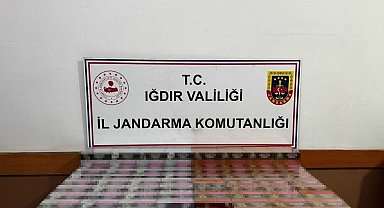 T.C.
IĞDIR VALİLİĞİ
İL JANDARMA KOMUTANLIĞI